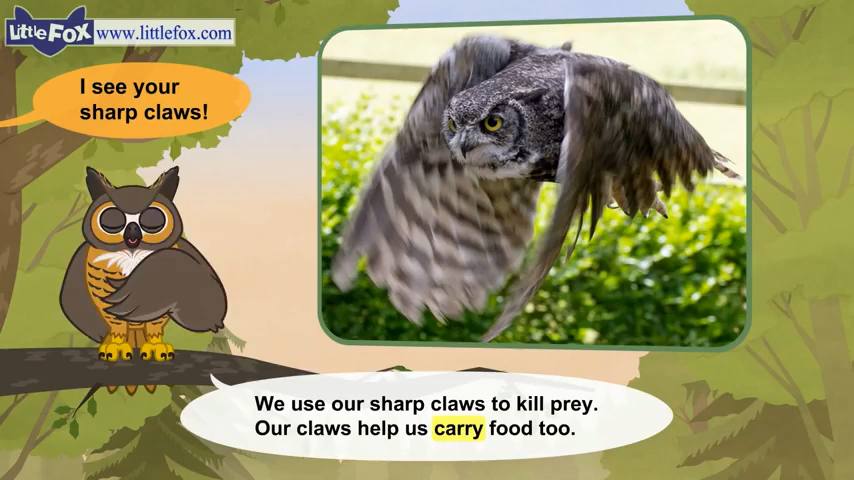 Little Fox www.littlefox.com
I see your
sharp claws!
We use our sharp claws to kill prey.
Our claws help us carry food too.